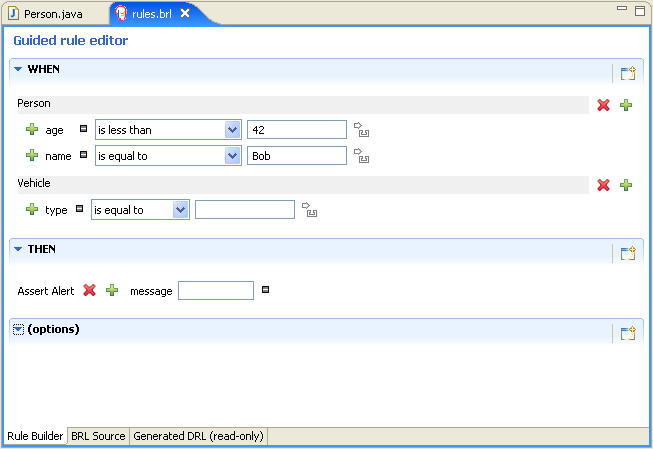 Person.java rules.brl
Guided rule editor
WHEN
Person
age is less than 42
name is equal to Bob
Vehicle
type is equal to
THEN
Assert Alert message
(options)
Rule Builder BRL Source Generated DRL (read-only)